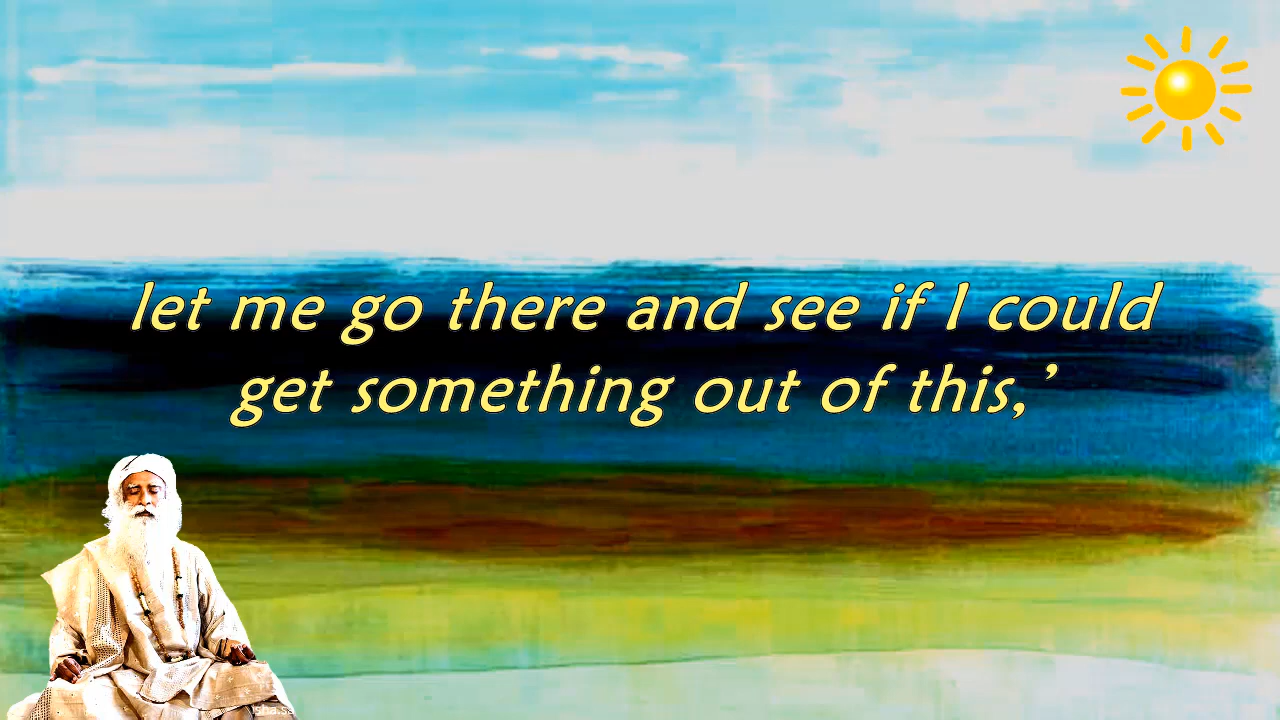 let me go there and see if I could
get something out of this,’